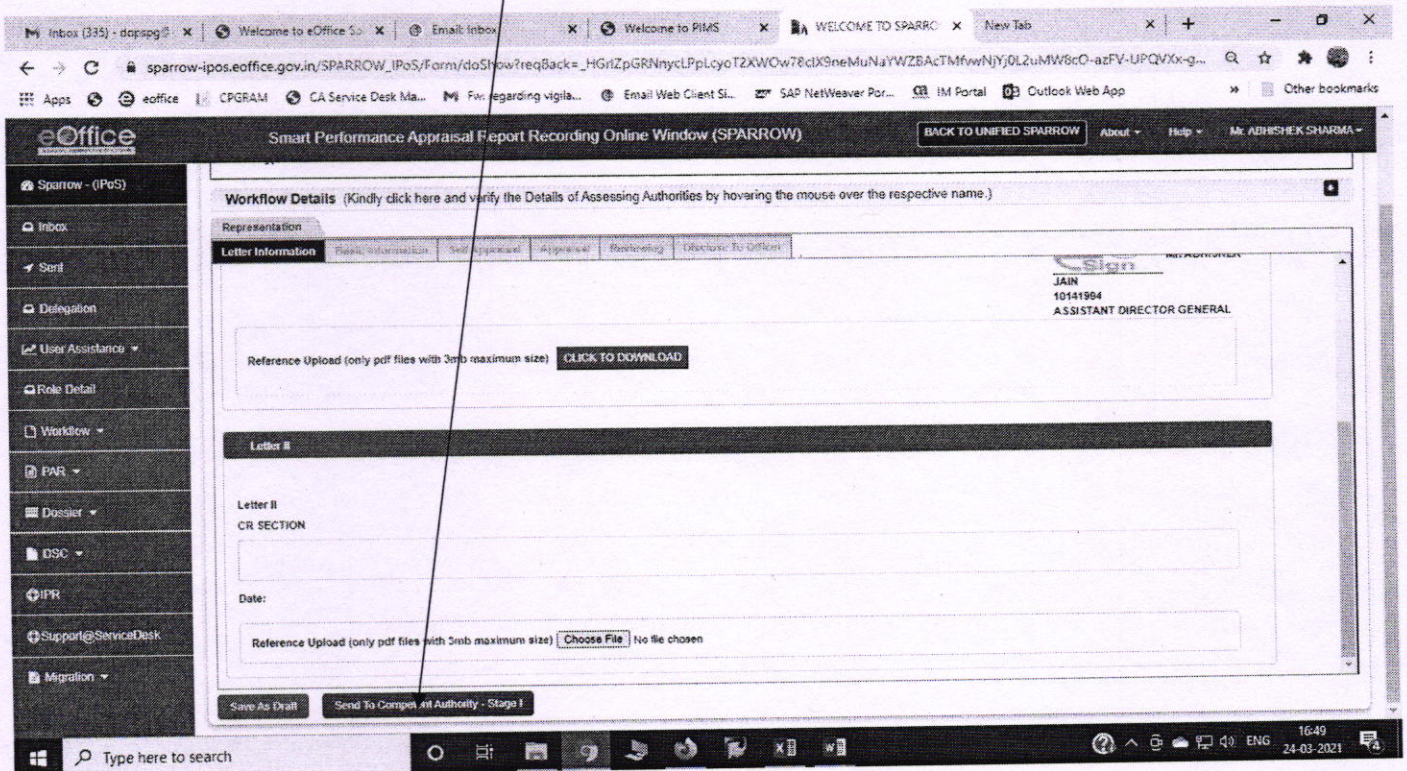 Inbox (335) - dopspg@ × Welcome to eOffice × Email: Inbox × Welcome to PIMS × WELCOME TO SPARRO × New Tab × +
sparrow-ipos.eoffice.gov.in/SPARROW_IPoS/Form/
Apps eoffice CPGRAM CA Service Desk Ma... Fw: regarding vigila... Email Web Client Si... SAP NetWeaver Por... IM Portal Outlook Web App » Other bookmarks
eOffice Smart Performance Appraisal Report Recording Online Window (SPARROW) BACK TO UNIFIED SPARROW About Help Mr. ABHISHEK SHARMA
Sparrow - (IPoS)
Workflow Details (Kindly click here and verify the Details of Assessing Authorities by hovering the mouse over the respective name.)
Inbox
Representation
Letter Information Basic Information Self Appraisal Appraisal Reviewing Disclose To Officer
Sent
Sign Mr. ABHISHEK
JAIN
10141994
ASSISTANT DIRECTOR GENERAL
Delegation
User Assistance
Reference Upload (only pdf files with 3mb maximum size) CLICK TO DOWNLOAD
Role Detail
Workflow
Letter II
PAR
Dossier
Letter II
CR SECTION
DSC
IPR
Date:
Support@ServiceDesk
Reference Upload (only pdf files with 3mb maximum size) Choose File No file chosen
Migration
Save As Draft Send To Competent Authority - Stage I
Type here to search
ENG 16:49
24-03-2021
4